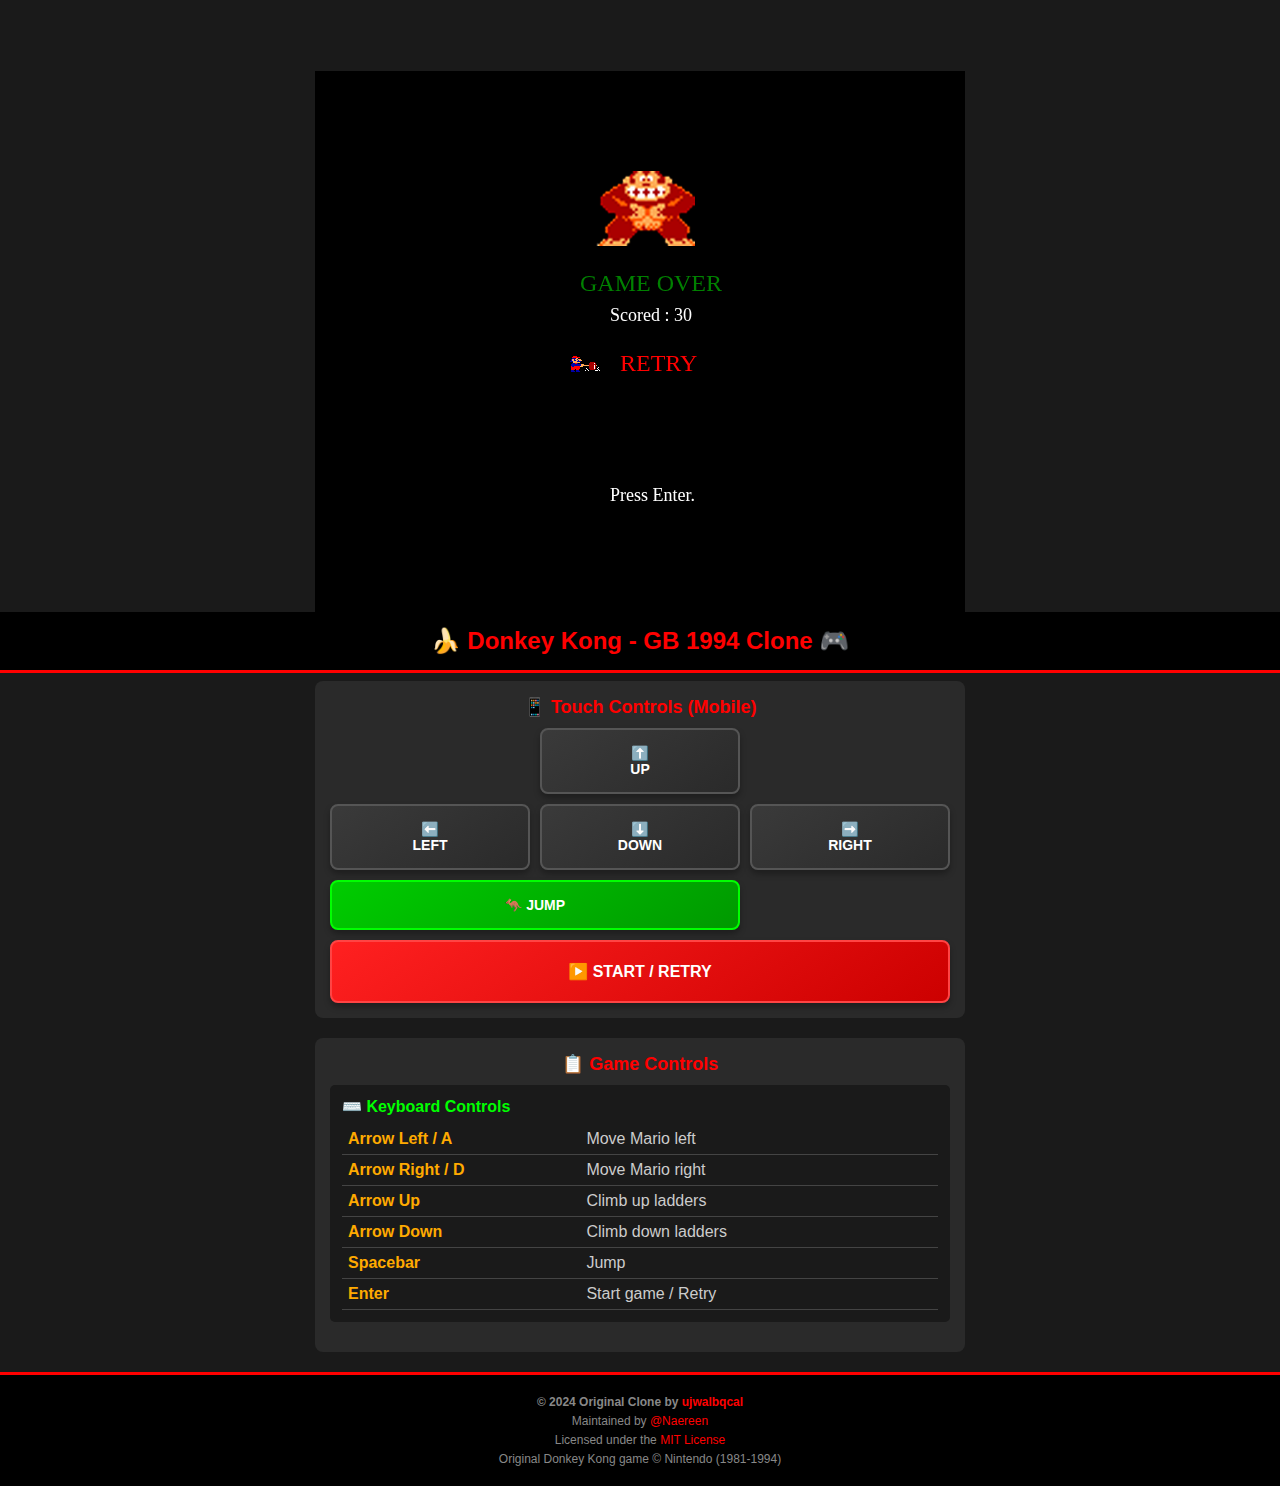 GAME OVER
Scored : 30
RETRY
Press Enter.
🍌 Donkey Kong - GB 1994 Clone 🎮
📱 Touch Controls (Mobile)
⬆️
UP
⬅️ ⬇️ ➡️
LEFT DOWN RIGHT
🦘 JUMP
▶️ START / RETRY
📋 Game Controls
⌨️ Keyboard Controls
Arrow Left / A Move Mario left
Arrow Right / D Move Mario right
Arrow Up Climb up ladders
Arrow Down Climb down ladders
Spacebar Jump
Enter Start game / Retry
© 2024 Original Clone by ujwalbqcal
Maintained by @Naereen
Licensed under the MIT License
Original Donkey Kong game © Nintendo (1981-1994)